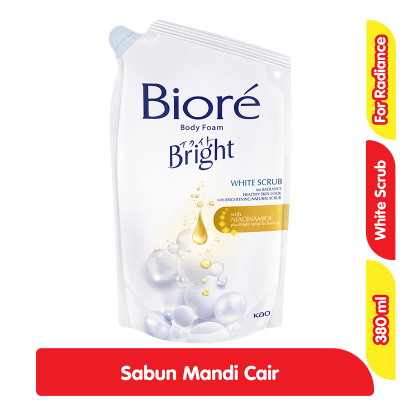 Bioré
Body Foam
ブライト
Bright
WHITE SCRUB
for RADIANCE
HEALTHY SKIN LOOK
with BRIGHTENING NATURAL SCRUB
with
NIACINAMIDE
Kao
For Radiance
White Scrub
380 ml
Sabun Mandi Cair